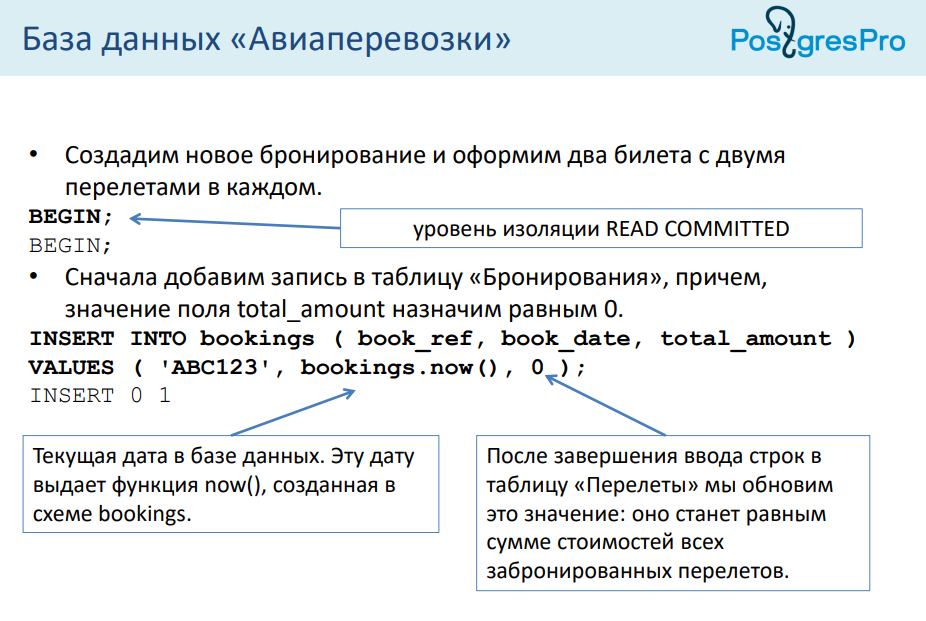 База данных «Авиаперевозки»
PostgresPro
• Создадим новое бронирование и оформим два билета с двумя
перелетами в каждом.
BEGIN;
уровень изоляции READ COMMITTED
BEGIN;
• Сначала добавим запись в таблицу «Бронирования», причем,
значение поля total_amount назначим равным 0.
INSERT INTO bookings ( book_ref, book_date, total_amount )
VALUES ( 'ABC123', bookings.now(), 0 );
INSERT 0 1
Текущая дата в базе данных. Эту дату
выдает функция now(), созданная в
схеме bookings.
После завершения ввода строк в
таблицу «Перелеты» мы обновим
это значение: оно станет равным
сумме стоимостей всех
забронированных перелетов.